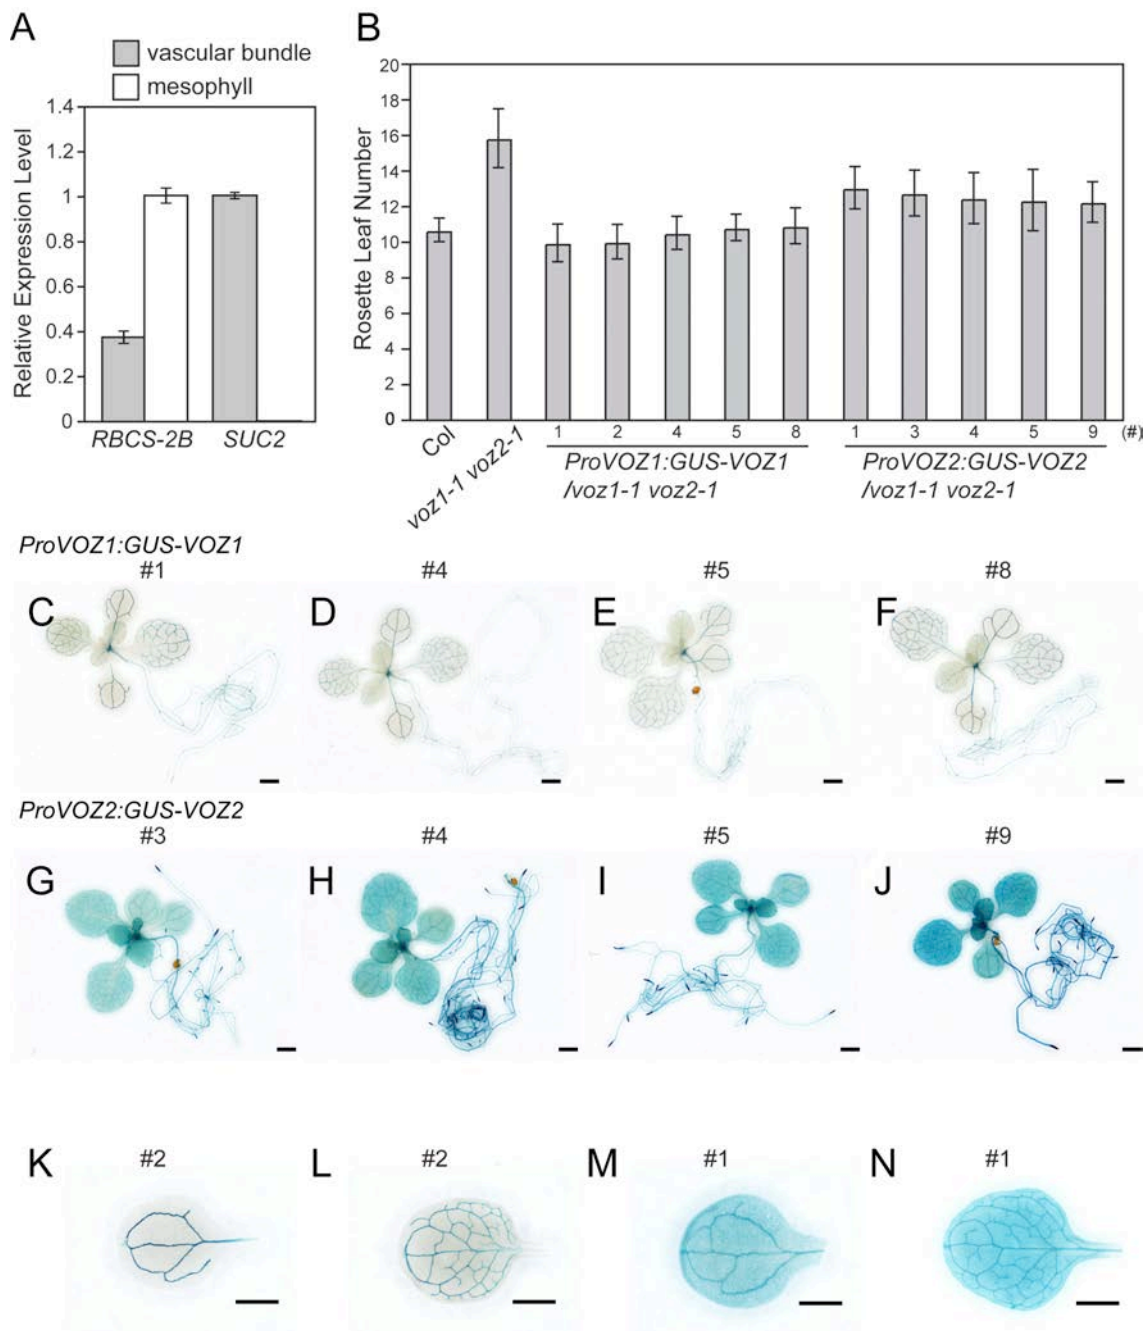 A
vascular bundle
mesophyll
Relative Expression Level
1.4
1.2
1
0.8
0.6
0.4
0.2
0
RBCS-2B SUC2
B
Rosette Leaf Number
20
18
16
14
12
10
8
6
4
2
0
Col
voz1-1 voz2-1
1 2 4 5 8 1 3 4 5 9 (#)
ProVOZ1:GUS-VOZ1
/voz1-1 voz2-1
ProVOZ2:GUS-VOZ2
/voz1-1 voz2-1
ProVOZ1:GUS-VOZ1
#1 #4 #5 #8
C D E F
ProVOZ2:GUS-VOZ2
#3 #4 #5 #9
G H I J
K #2 L #2 M #1 N #1